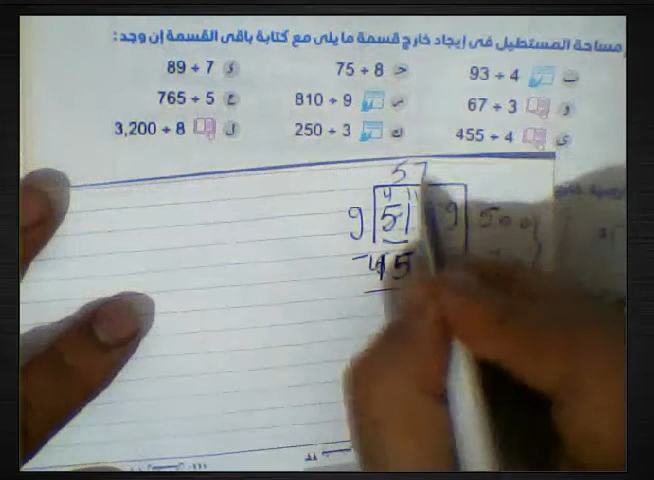 مساحة المستطيل فى إيجاد خارج قسمة ما يلى مع كتابة باقى القسمة إن وجد:
ب 93 ÷ 4 ج 75 ÷ 8 د 89 ÷ 7
و 67 ÷ 3 810 ÷ 9 ح 765 ÷ 5
ى 455 ÷ 4 ك 250 ÷ 3 ل 3,200 ÷ 8
57
9 51
- 45